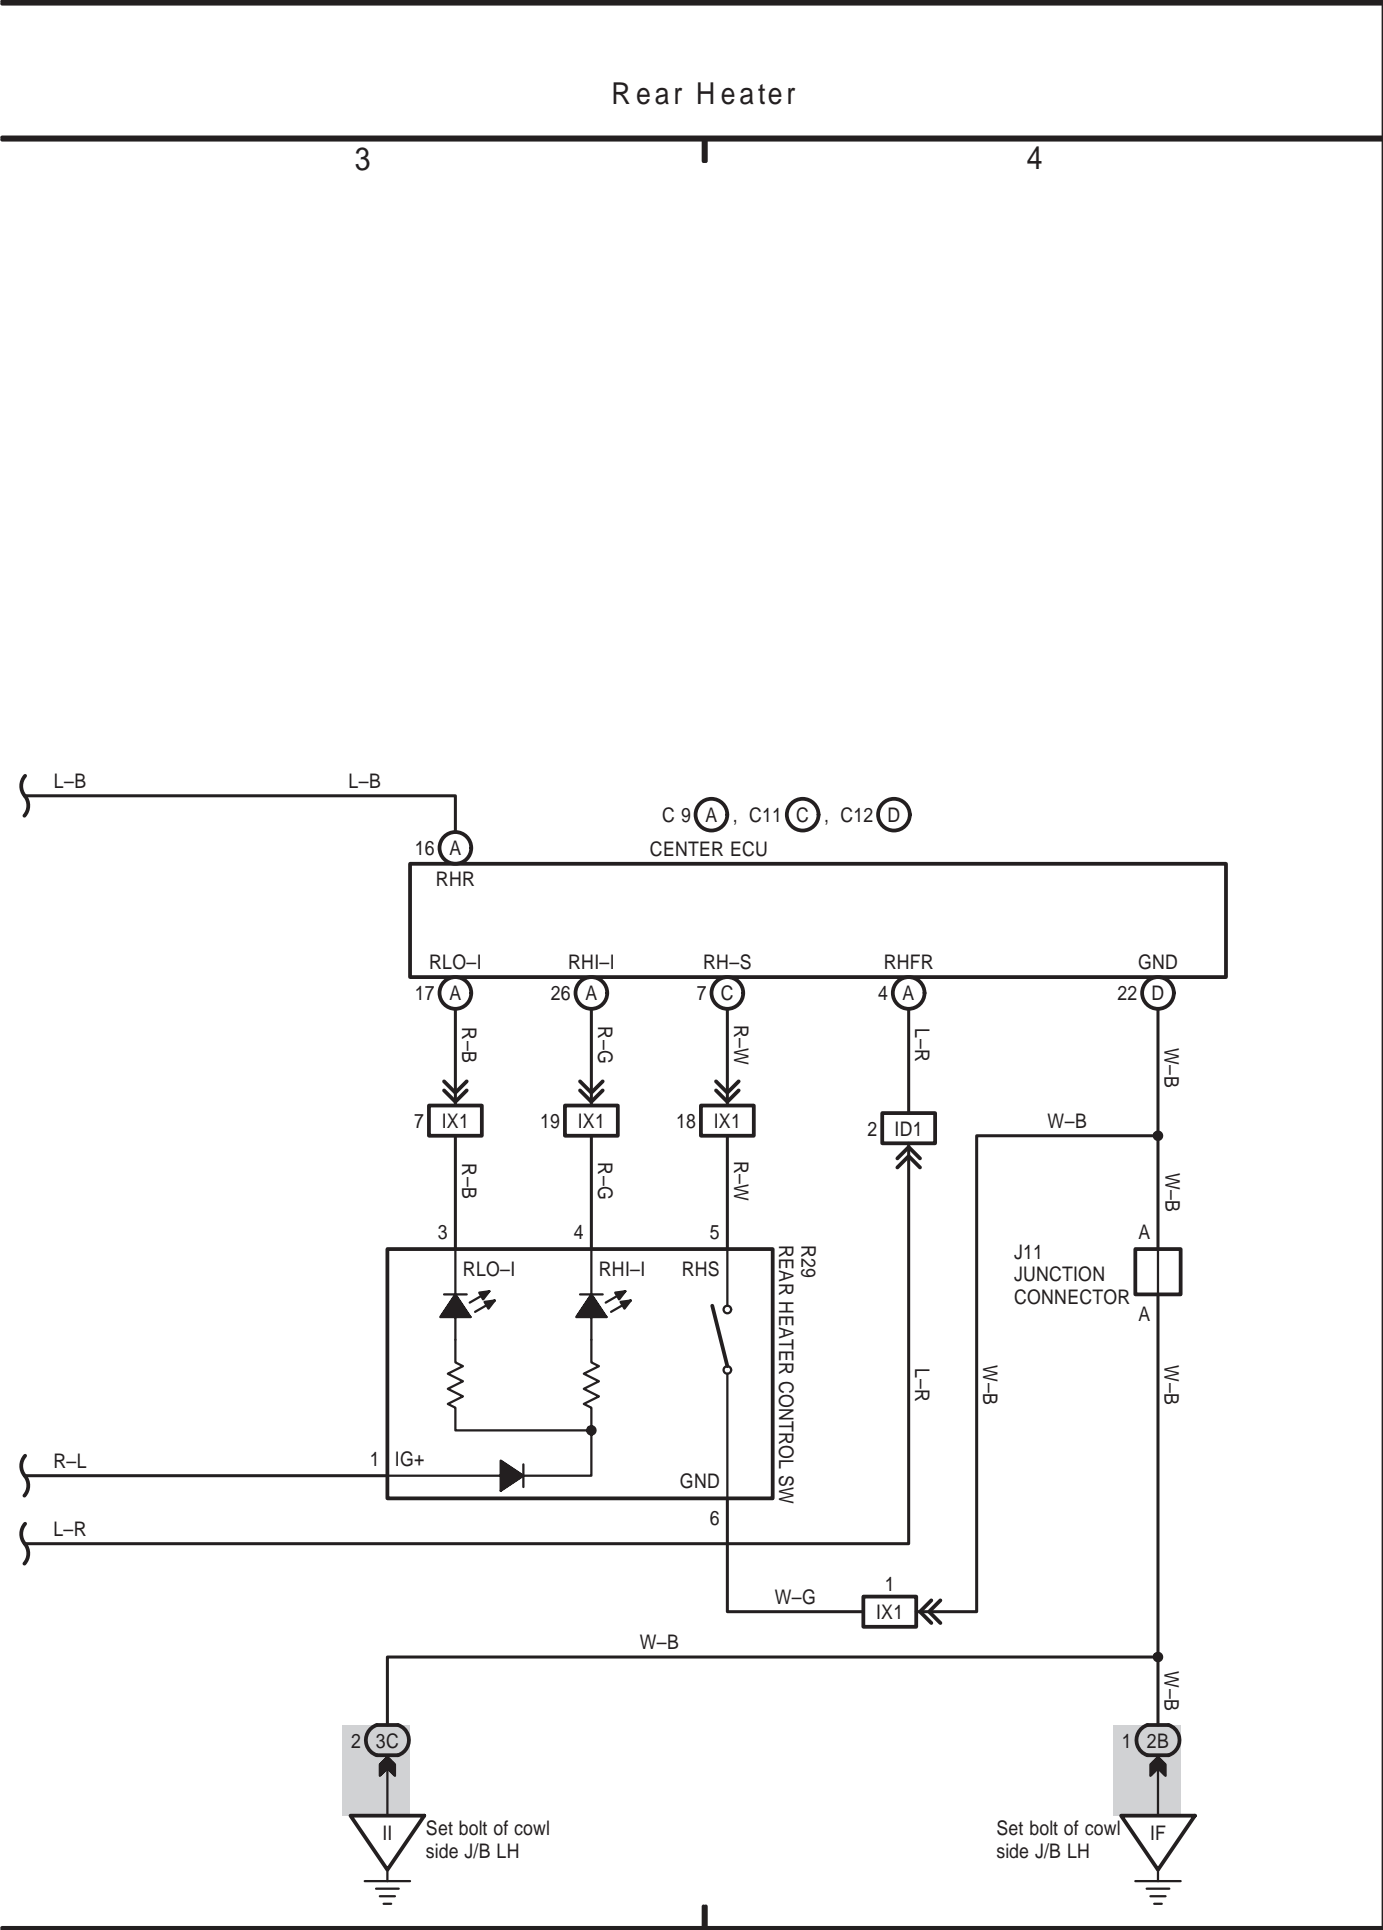 Rear Heater
3
4
L–B
L–B
C 9 A , C11 C , C12 D
CENTER ECU
16 A
RHR
RLO–I
RHI–I
RH–S
RHFR
GND
17 A
26 A
7 C
4 A
22 D
R–B
R–G
R–W
L–R
W–B
7 IX1
19 IX1
18 IX1
2 ID1
W–B
R–B
R–G
R–W
W–B
3
4
5
A
RLO–I
RHI–I
RHS
R29
REAR HEATER CONTROL SW
J11
JUNCTION
CONNECTOR
A
L–R
W–B
W–B
R–L
1
IG+
GND
6
L–R
1
W–G
IX1
W–B
W–B
2 3C
1 2B
II
Set bolt of cowl
side J/B LH
Set bolt of cowl
side J/B LH
IF